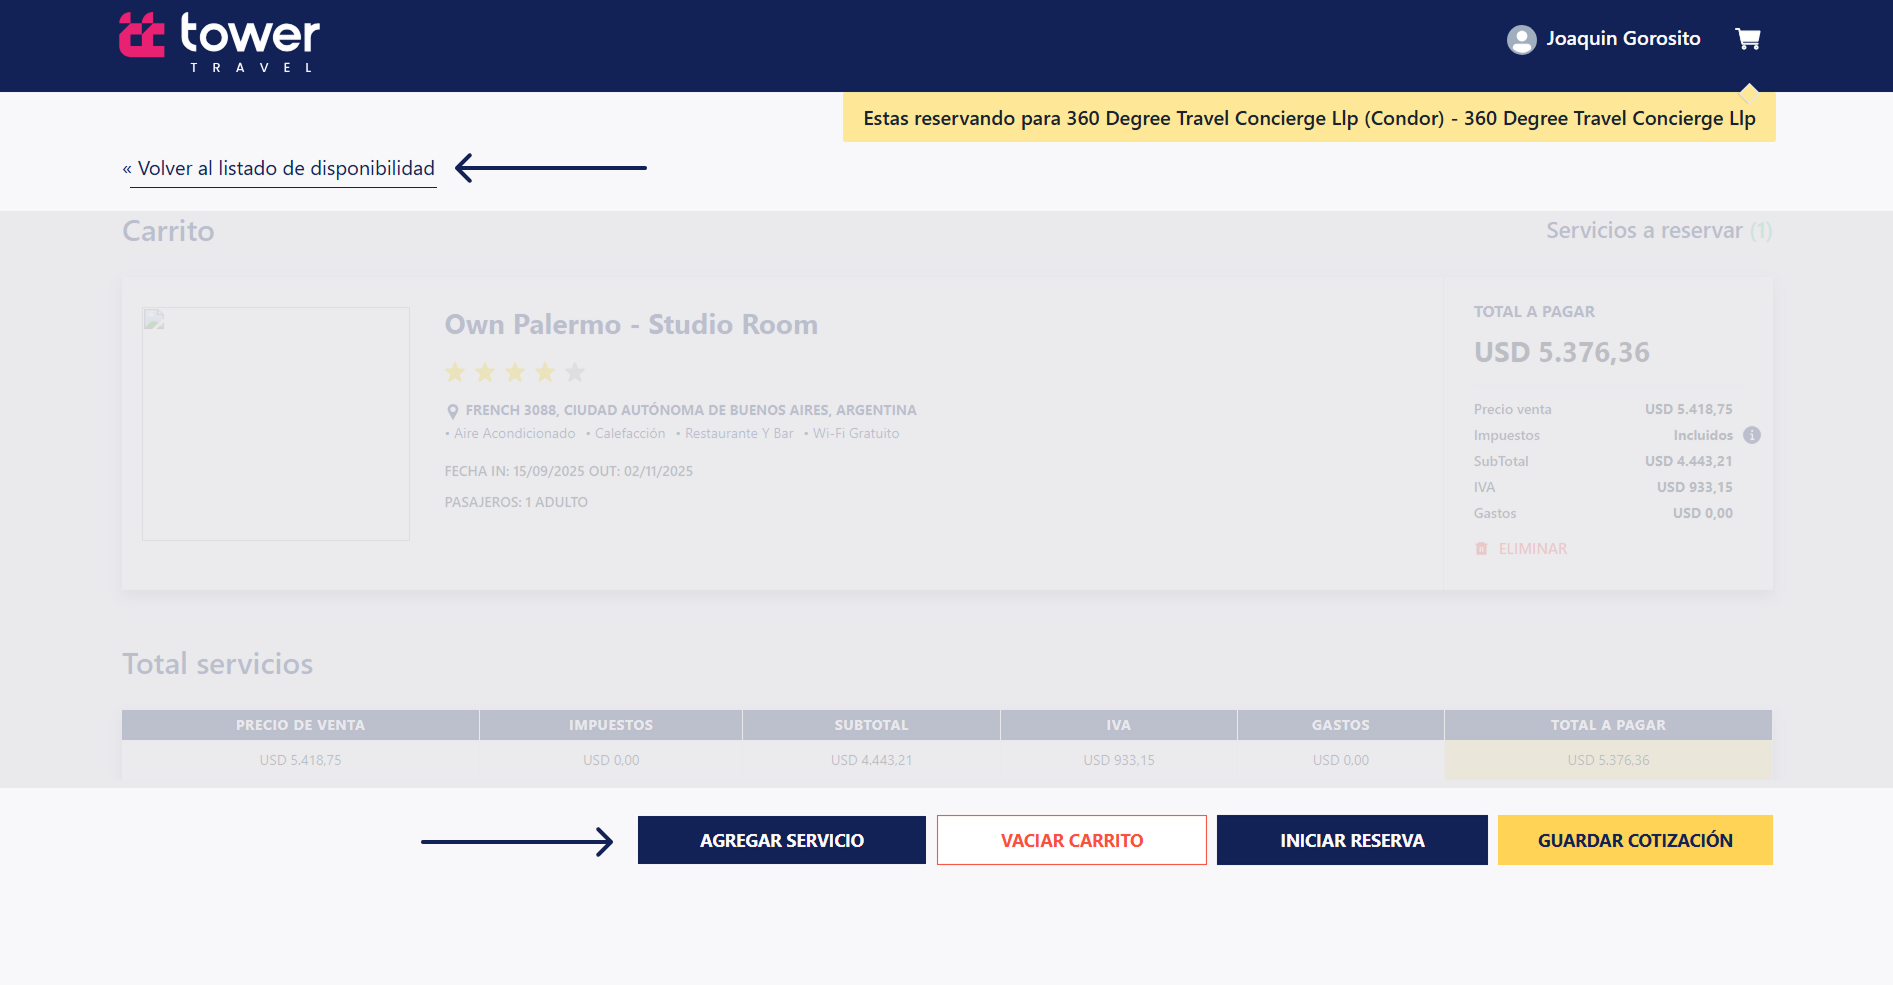 tower
TRAVEL
Joaquin Gorosito
Estas reservando para 360 Degree Travel Concierge Llp (Condor) - 360 Degree Travel Concierge Llp
« Volver al listado de disponibilidad
Carrito
Servicios a reservar (1)
Own Palermo - Studio Room
FRENCH 3088, CIUDAD AUTÓNOMA DE BUENOS AIRES, ARGENTINA
• Aire Acondicionado • Calefacción • Restaurante Y Bar • Wi-Fi Gratuito
FECHA IN: 15/09/2025 OUT: 02/11/2025
PASAJEROS: 1 ADULTO
TOTAL A PAGAR
USD 5.376,36
Precio venta USD 5.418,75
Impuestos Incluidos
SubTotal USD 4.443,21
IVA USD 933,15
Gastos USD 0,00
ELIMINAR
Total servicios
PRECIO DE VENTA IMPUESTOS SUBTOTAL IVA GASTOS TOTAL A PAGAR
USD 5.418,75 USD 0,00 USD 4.443,21 USD 933,15 USD 0,00 USD 5.376,36
AGREGAR SERVICIO VACIAR CARRITO INICIAR RESERVA GUARDAR COTIZACIÓN